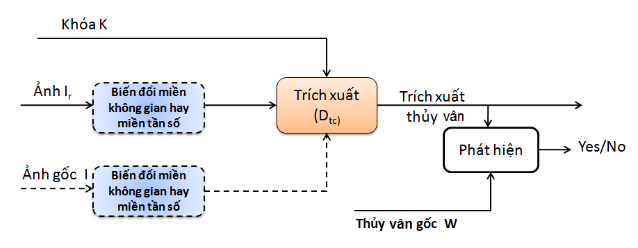 Khóa K
Ảnh Ir
Biến đổi miền
không gian hay
miền tần số
Trích xuất
(Dtc)
Trích xuất
thủy vân
Phát hiện
Yes/No
Ảnh gốc I
Biến đổi miền
không gian hay
miền tần số
Thủy vân gốc W